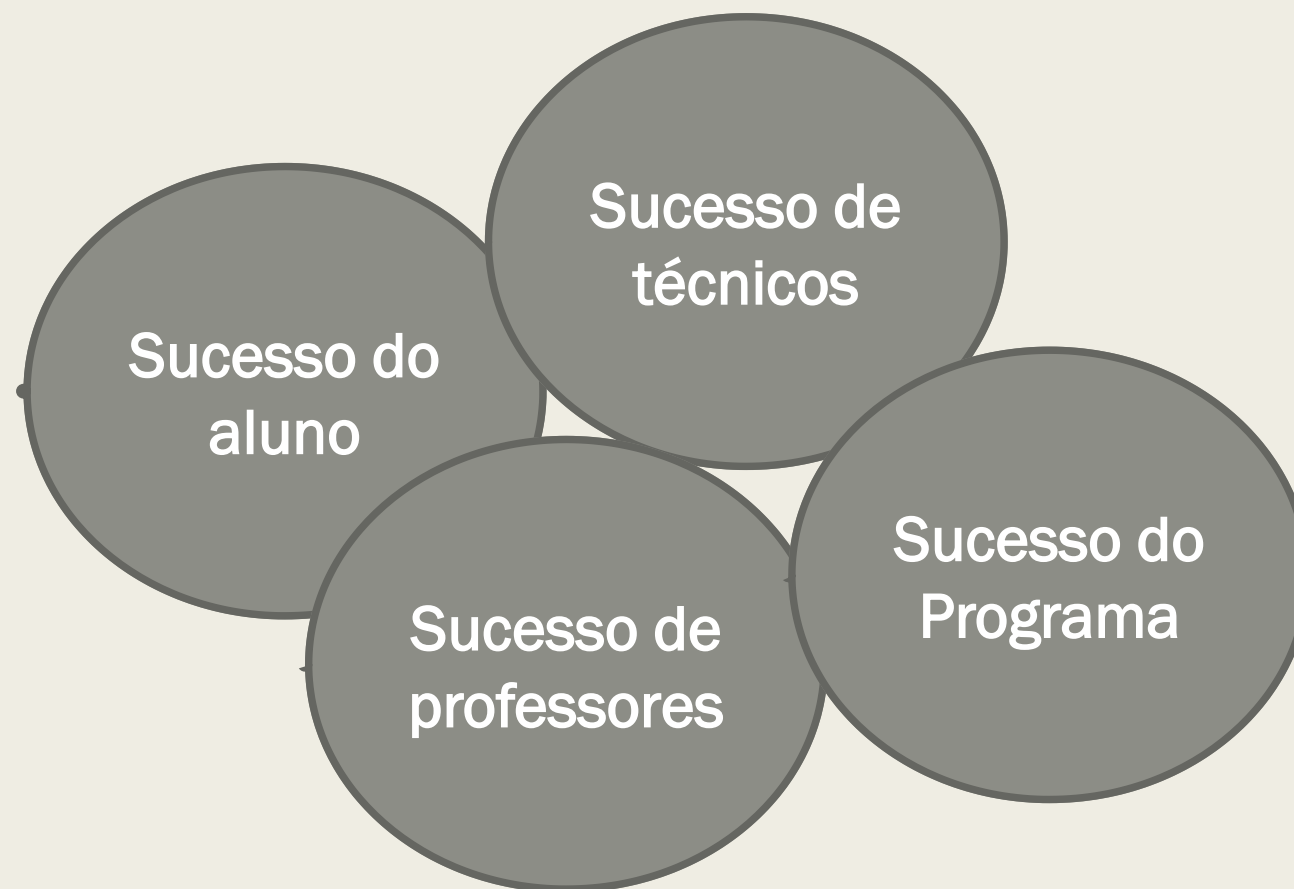 Sucesso de
técnicos
Sucesso do
aluno
Sucesso do
Programa
Sucesso de
professores